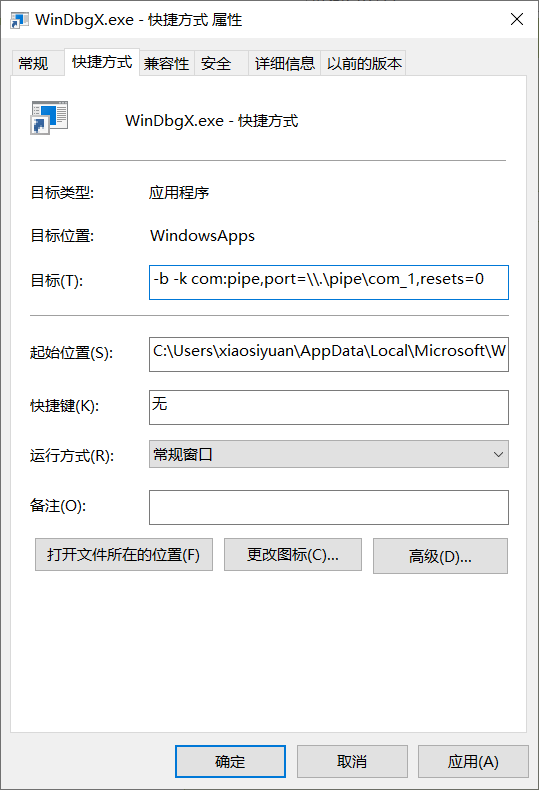 WinDbgX.exe - 快捷方式 属性
常规 快捷方式 兼容性 安全 详细信息 以前的版本
WinDbgX.exe - 快捷方式
目标类型: 应用程序
目标位置: WindowsApps
目标(T): -b -k com:pipe,port=\\.\pipe\com_1,resets=0
起始位置(S): C:\Users\xiaosiyuan\AppData\Local\Microsoft\W
快捷键(K): 无
运行方式(R): 常规窗口
备注(O):
打开文件所在的位置(F) 更改图标(C)... 高级(D)...
确定 取消 应用(A)